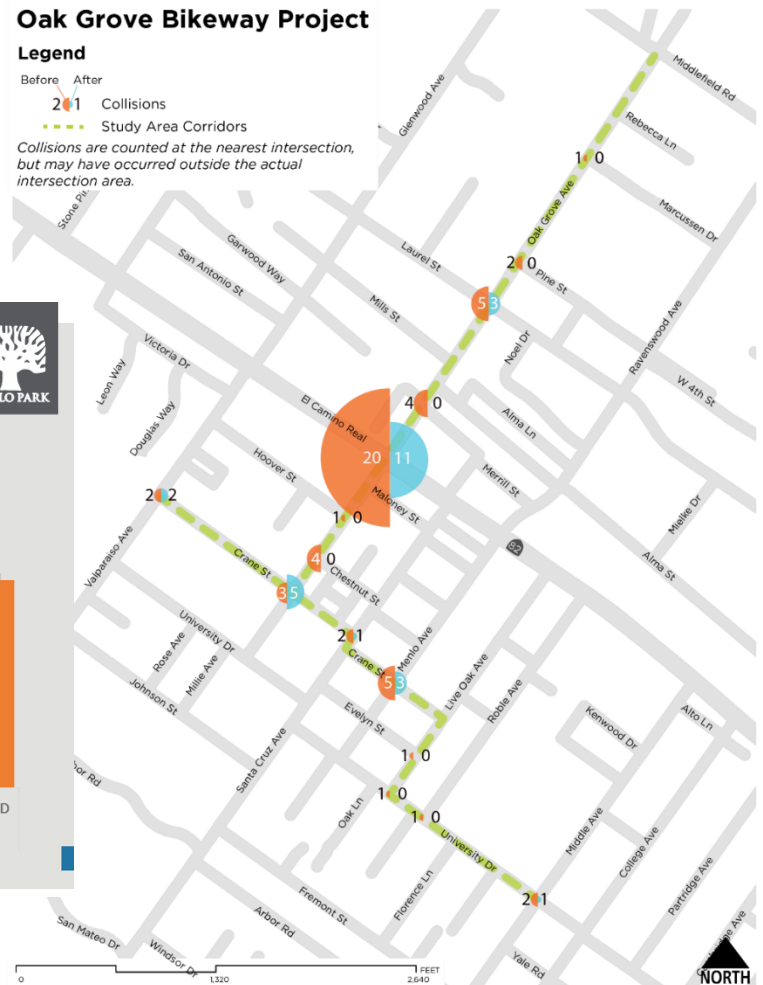 Oak Grove Bikeway Project
Legend
Before After
2 1 Collisions
Study Area Corridors
Collisions are counted at the nearest intersection,
but may have occurred outside the actual
intersection area.
Middlefield Rd
Glenwood Ave
Rebecca Ln
1 0
Oak Grove Ave
Marcussen Dr
Stone
Garwood Way
Laurel St
2 0
Pine St
San Antonio St
Mills St
5 3
Ravenswood Ave
Noel Dr
PARK
Victoria Dr
Leon Way
W 4th St
El Camino Real
4 0
Alma Ln
Douglas Way
Hoover St
20 11
Merrill St
Maloney St
Mielke Dr
2 2
1 0
82
Alma St
Valparaiso Ave
Crane St
4 0
Chestnut St
3 5
University Dr
2 1
Menlo Ave
Rose Ave
Millie Ave
Crane St
5 3
Live Oak Ave
Roble Ave
Johnson St
Evelyn St
Kenwood Dr
Alto Ln
Santa Cruz Ave
1 0
Rd
D
1 0
Oak Ln
1 0
Middle Ave
College Ave
University Dr
Partridge Ave
Fremont St
Florence Ln
2 1
Arbor Rd
San Mateo Dr
Windsor Dr
Yale Rd
Ave
FEET
0 1,320 2,640
NORTH